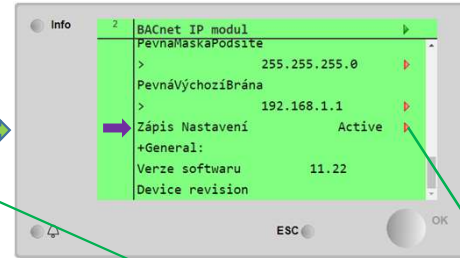 Info
2
BACnet IP modul
PevnáMaskaPodsítě
> 255.255.255.0
PevnáVýchozíBrána
> 192.168.1.1
Zápis Nastavení Active
+General:
Verze softwaru 11.22
Device revision
ESC
OK